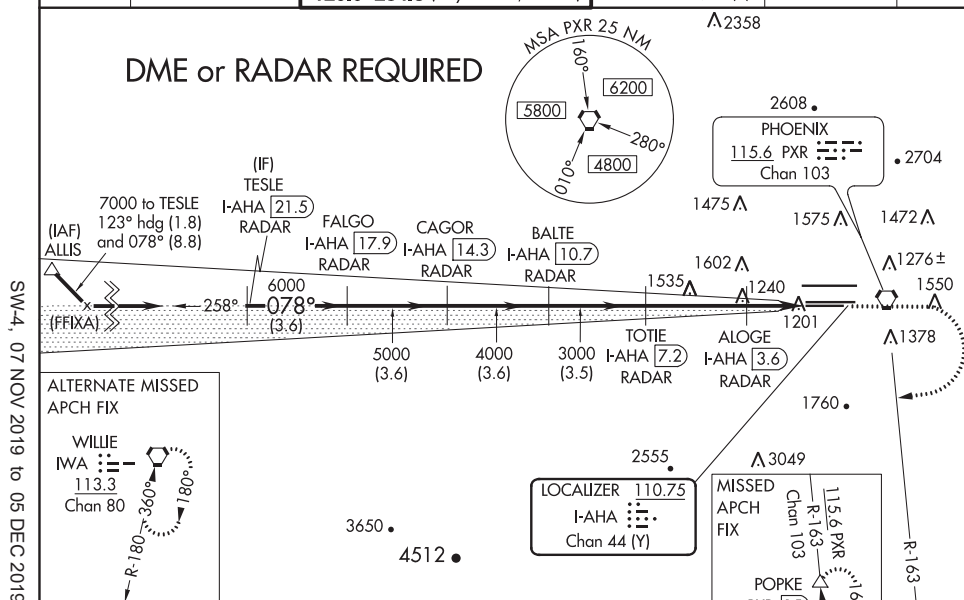 2358
DME or RADAR REQUIRED
MSA PXR 25 NM
160°
6200
5800
280°
010°
4800
2608
PHOENIX
115.6 PXR
Chan 103
2704
(IF)
TESLE
I-AHA 21.5
RADAR
7000 to TESLE
123° hdg (1.8)
and 078° (8.8)
(IAF)
ALLIS
(FFIXA)
FALGO
I-AHA 17.9
RADAR
CAGOR
I-AHA 14.3
RADAR
BALTE
I-AHA 10.7
RADAR
1475
1575
1472
1602
1276±
1535
1240
1550
1201
258°
6000
078°
(3.6)
5000
(3.6)
4000
(3.6)
3000
(3.5)
TOTIE
I-AHA 7.2
RADAR
ALOGE
I-AHA 3.6
RADAR
1378
1760
ALTERNATE MISSED
APCH FIX
WILLIE
IWA
113.3
Chan 80
360°
180°
R-180
2555
3049
LOCALIZER 110.75
I-AHA
Chan 44 (Y)
3650
4512
MISSED
APCH
FIX
115.6 PXR
Chan 103
R-163
POPKE
R-163
SW-4, 07 NOV 2019 to 05 DEC 2019